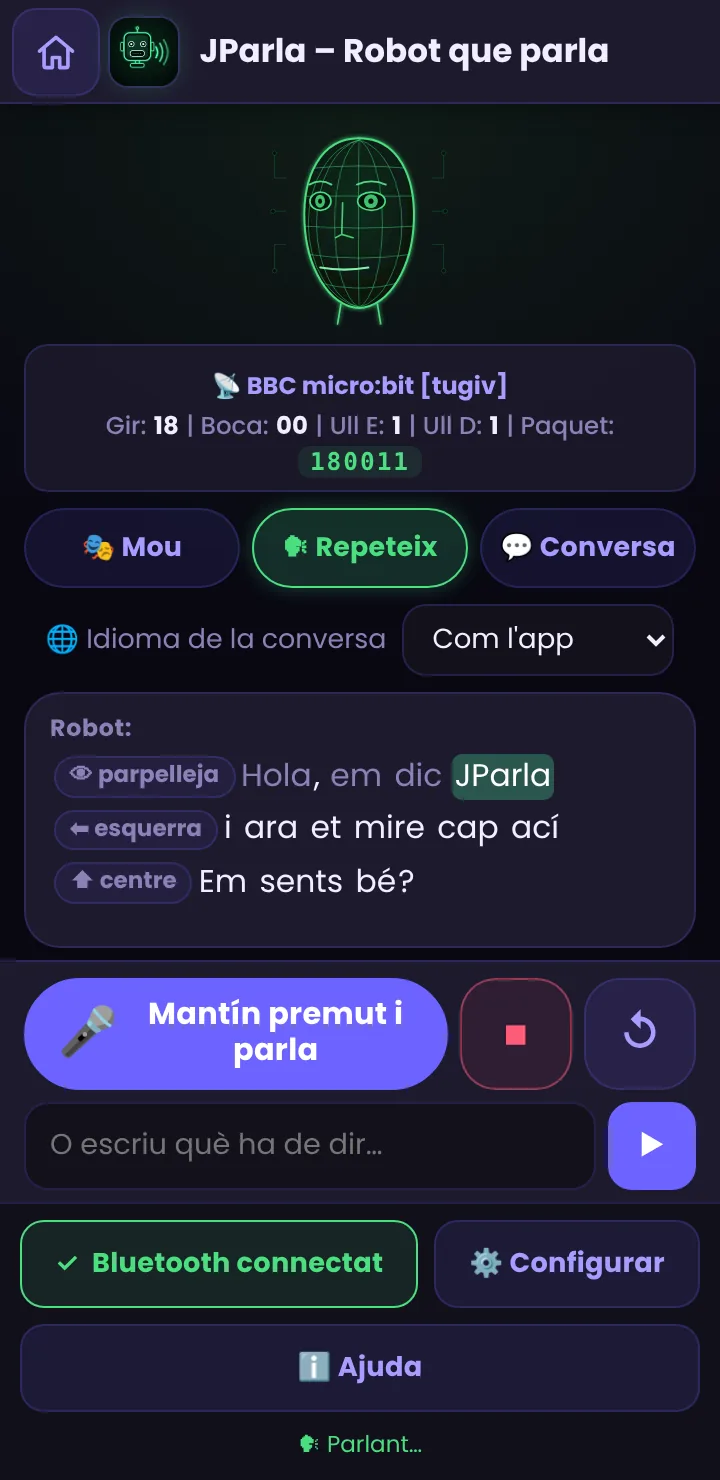 JParla – Robot que parla
📡 BBC micro:bit [tugiv]
Gir: 18 | Boca: 00 | Ull E: 1 | Ull D: 1 | Paquet:
180011
🎭 Mou
🗣 Repeteix
💬 Conversa
🌐 Idioma de la conversa
Com l'app
Robot:
👁 parpelleja Hola, em dic JParla
⬅ esquerra i ara et mire cap ací
⬆ centre Em sents bé?
🎤 Mantín premut i
parla
O escriu què ha de dir...
✓ Bluetooth connectat
⚙️ Configurar
ℹ️ Ajuda
🗣 Parlant...